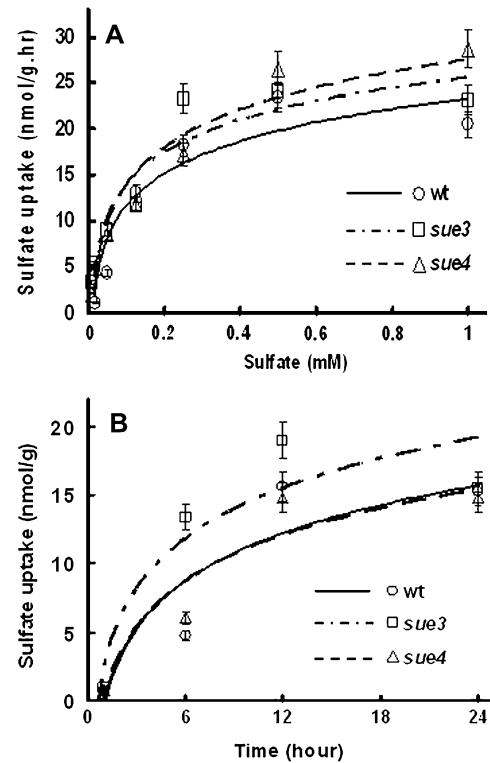 A
Sulfate uptake (nmol/g.hr)
30
25
20
15
10
5
0
wt
sue3
sue4
0 0.2 0.4 0.6 0.8 1
Sulfate (mM)
B
Sulfate uptake (nmol/g)
20
15
10
5
0
wt
sue3
sue4
0 6 12 18 24
Time (hour)